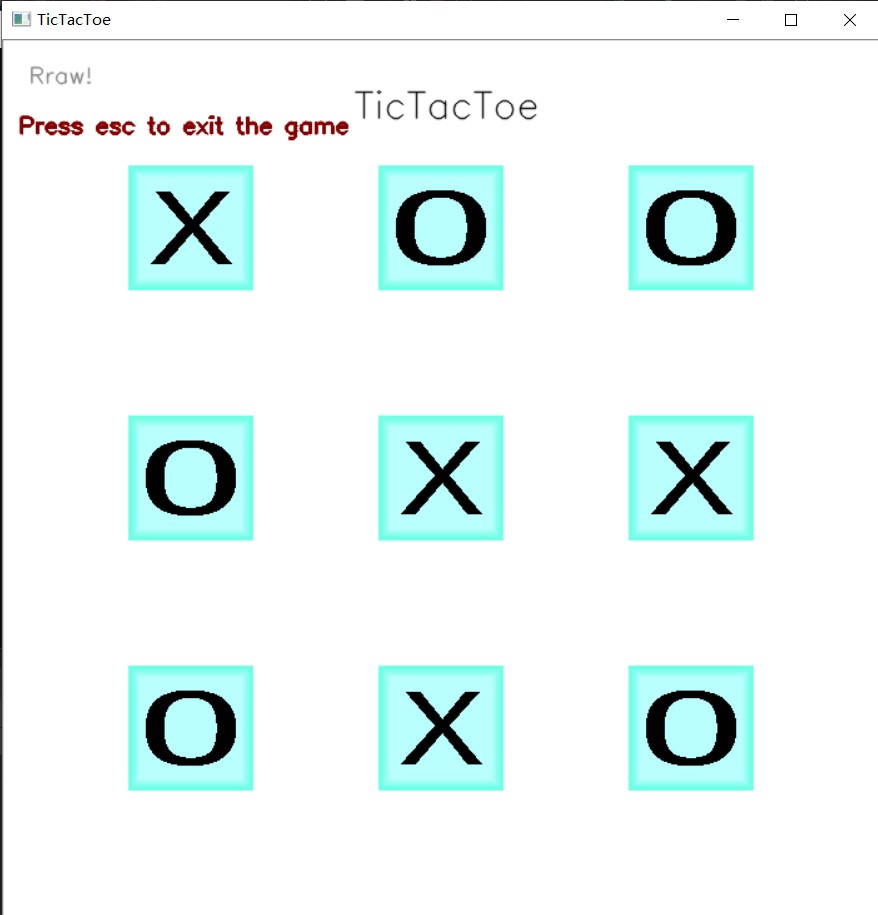 TicTacToe
Rraw!
TicTacToe
Press esc to exit the game
X O O
O X X
O X O